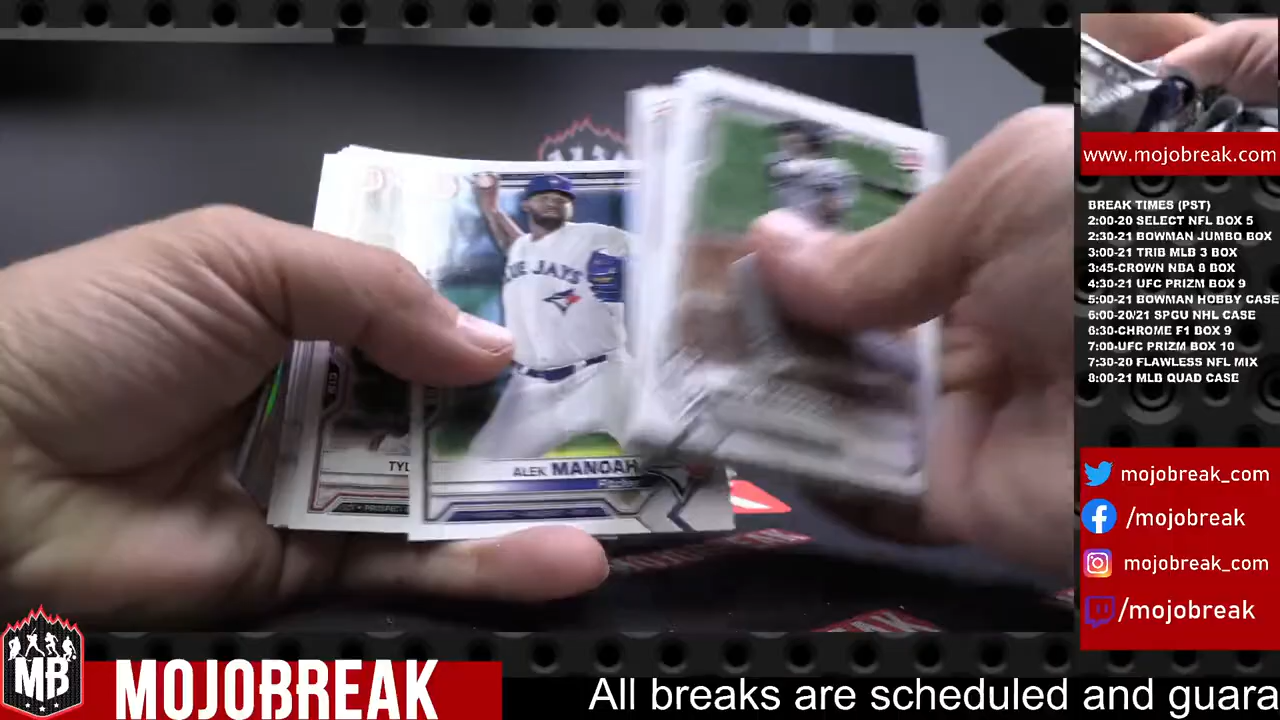 www.mojobreak.com
BREAK TIMES (PST)
2:00-20 SELECT NFL BOX 5
2:30-21 BOWMAN JUMBO BOX
3:00-21 TRIB MLB 3 BOX
3:45-CROWN NBA 8 BOX
4:30-21 UFC PRIZM BOX 9
5:00-21 BOWMAN HOBBY CASE
6:00-20/21 SPGU NHL CASE
6:30-CHROME F1 BOX 9
7:00-UFC PRIZM BOX 10
7:30-20 FLAWLESS NFL MIX
8:00-21 MLB QUAD CASE
BLUE JAYS
TYL
ALEK MANOAH
mojobreak_com
/mojobreak
mojobreak_com
/mojobreak
MB
MOJOBREAK
All breaks are scheduled and guara